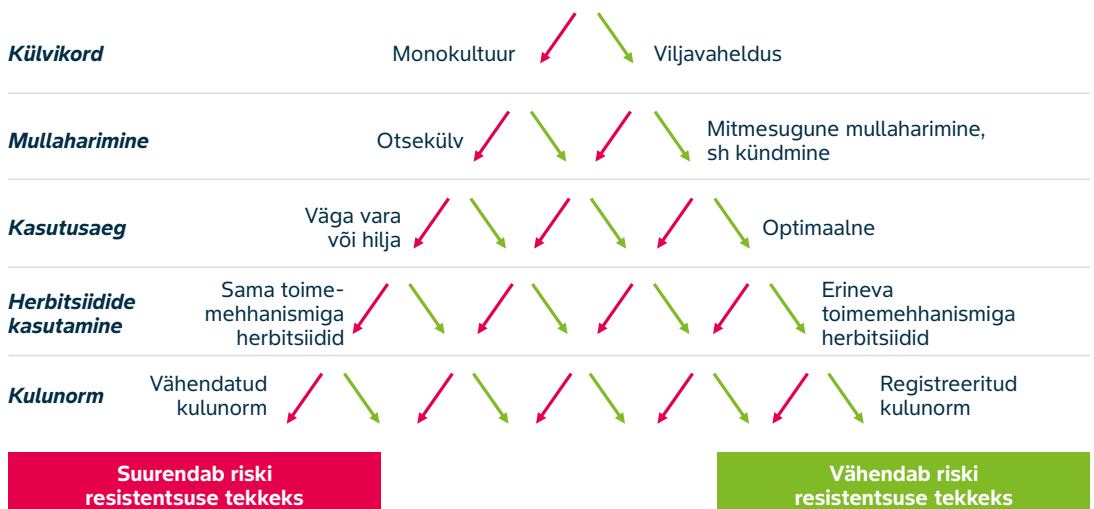 Külvikord
Monokultuur
Viljavaheldus
Mullaharimine
Otsekülv
Mitmesugune mullaharimine,
sh kündmine
Kasutusaeg
Väga vara
või hilja
Optimaalne
Herbitsiidide
kasutamine
Sama toime-
mehhanismiga
herbitsiidid
Erineva
toimemehhanismiga
herbitsiidid
Kulunorm
Vähendatud
kulunorm
Registreeritud
kulunorm
Suurendab riski
resistentsuse tekkeks
Vähendab riski
resistentsuse tekkeks